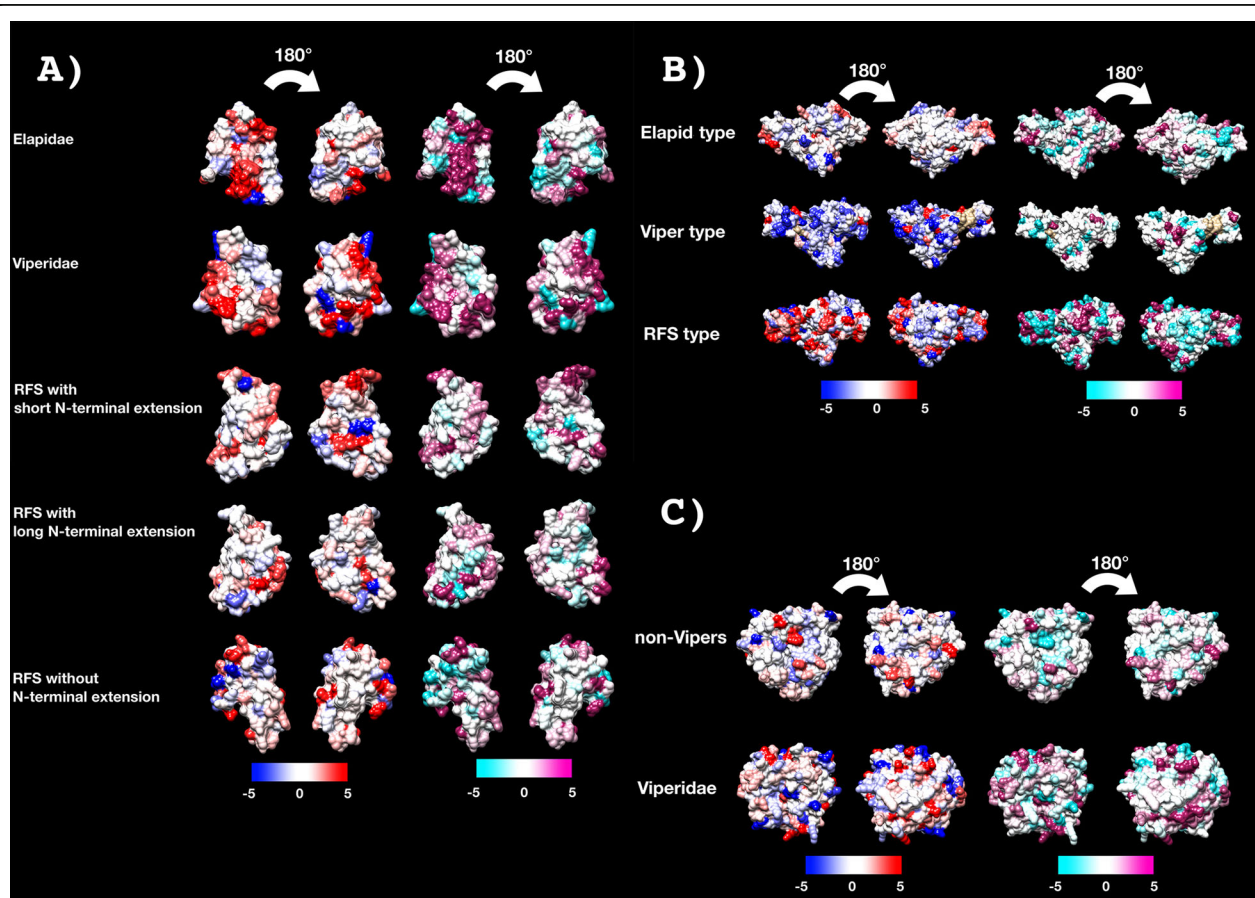 A)
180°
180°
Elapidae
Viperidae
RFS with
short N-terminal extension
RFS with
long N-terminal extension
RFS without
N-terminal extension
-5 0 5
-5 0 5
B)
180°
180°
Elapid type
Viper type
RFS type
-5 0 5
-5 0 5
C)
180°
180°
non-Vipers
Viperidae
-5 0 5
-5 0 5